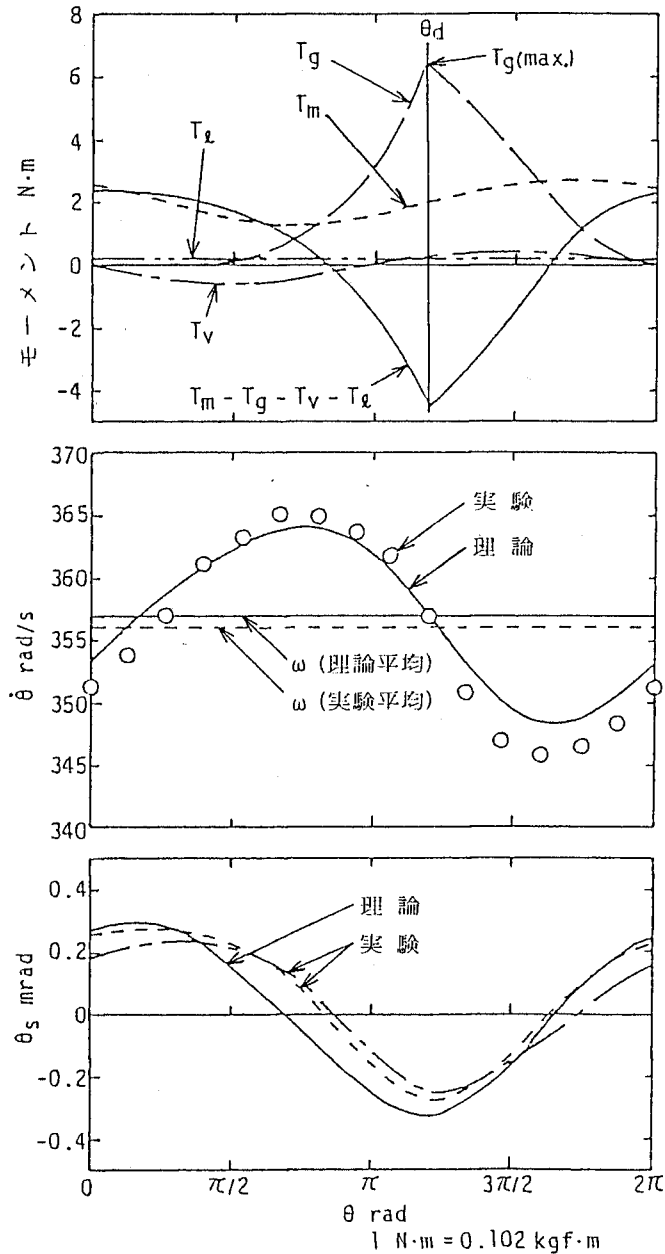 8
θd
Tg
Tg(max.)
6
Tm
4
Tℓ
2
0
-2
Tv
-4
Tm - Tg - Tv - Tℓ
モーメント N·m
370
365
実験
理論
360
355
ω (理論平均)
ω (実験平均)
350
345
340
θ̇ rad/s
0.4
理論
実験
0.2
0
-0.2
-0.4
θs mrad
0 π/2 π 3π/2 2π
θ rad
1 N·m = 0.102 kgf·m